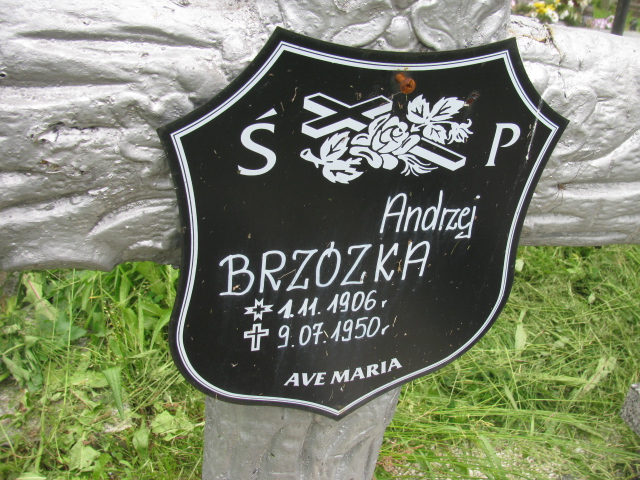 Ś P
Andrzej
BRZÓZKA
1.11.1906 r
9.07.1950 r
AVE MARIA